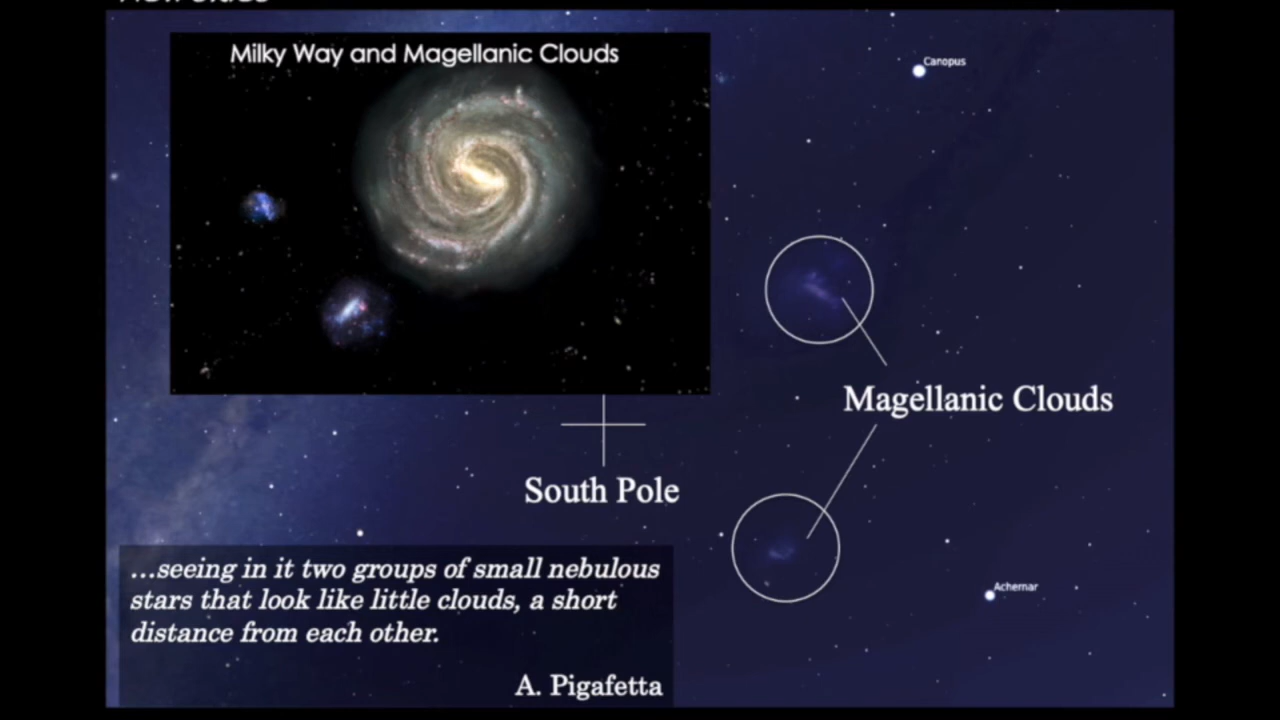 Milky Way and Magellanic Clouds
Canopus
Magellanic Clouds
South Pole
...seeing in it two groups of small nebulous
stars that look like little clouds, a short
distance from each other.
A. Pigafetta
Achernar